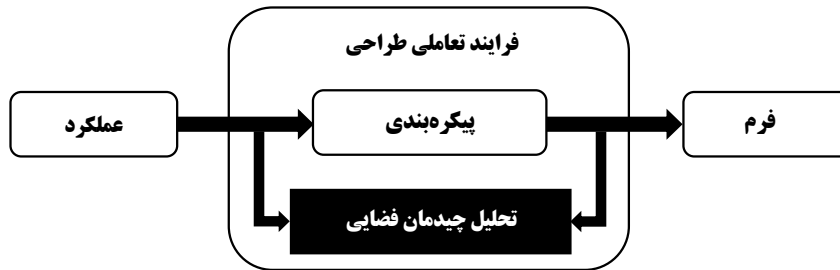 فرایند تعاملی طراحی
عملکرد
پیکره‌بندی
فرم
تحلیل چیدمان فضایی